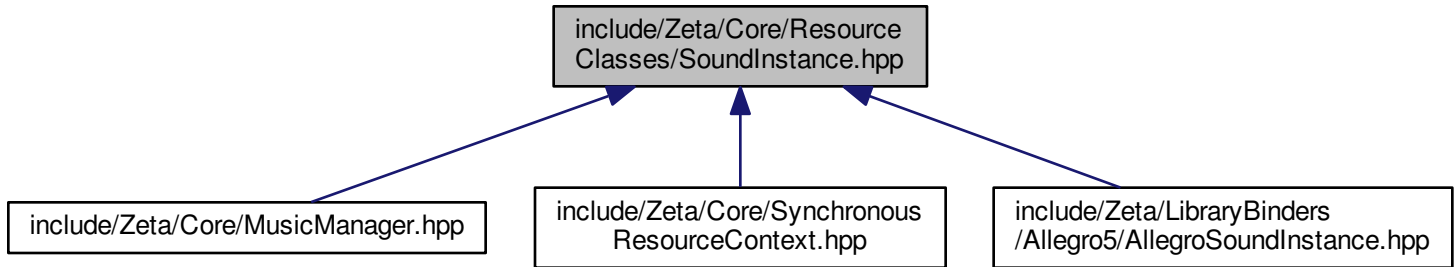 include/Zeta/Core/Resource
Classes/SoundInstance.hpp
include/Zeta/Core/MusicManager.hpp
include/Zeta/Core/Synchronous
ResourceContext.hpp
include/Zeta/LibraryBinders
/Allegro5/AllegroSoundInstance.hpp